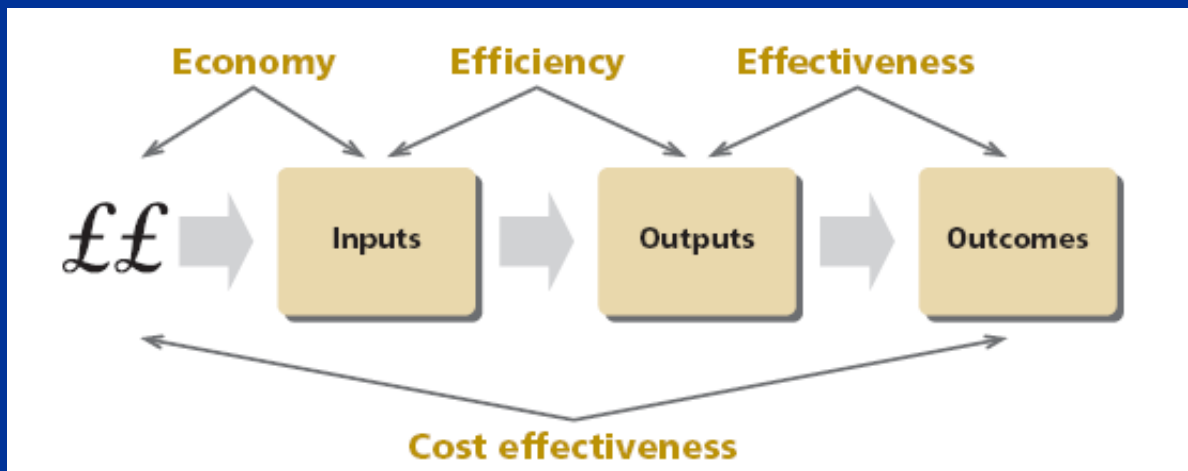 Economy Efficiency Effectiveness
££ Inputs Outputs Outcomes
Cost effectiveness